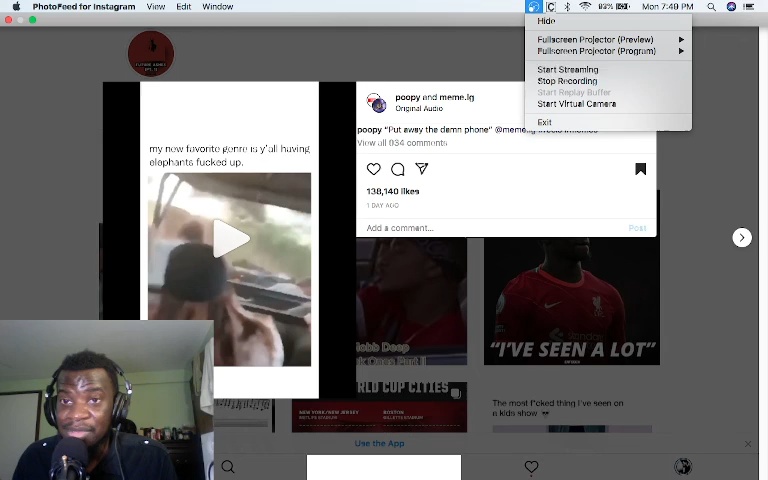 PhotoFeed for Instagram View Edit Window
93% Mon 7:49 PM
Hide
Fullscreen Projector (Preview)
Fullscreen Projector (Program)
Start Streaming
Stop Recording
Start Replay Buffer
Start Virtual Camera
Exit
my new favorite genre is y'all having
elephants fucked up.
poopy and meme.ig
Original Audio
poopy "Put away the damn phone" @meme.ig
View all 934 comments
138,140 likes
1 DAY AGO
Add a comment... Post
"I'VE SEEN A LOT"
WORLD CUP CITIES
NEW YORK/NEW JERSEY
BOSTON
The most f*cked thing I've seen on
a kids show
Use the App